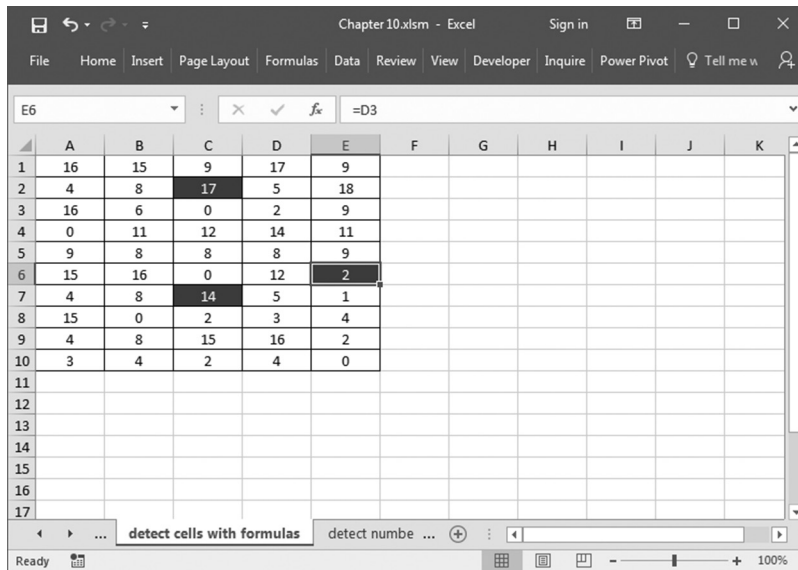 Chapter 10.xlsm - Excel Sign in
File Home Insert Page Layout Formulas Data Review View Developer Inquire Power Pivot Tell me w
E6 fx =D3
A B C D E F G H I J K
1 16 15 9 17 9
2 4 8 17 5 18
3 16 6 0 2 9
4 0 11 12 14 11
5 9 8 8 8 9
6 15 16 0 12 2
7 4 8 14 5 1
8 15 0 2 3 4
9 4 8 15 16 2
10 3 4 2 4 0
11
12
13
14
15
16
17
... detect cells with formulas detect numbe ...
Ready 100%